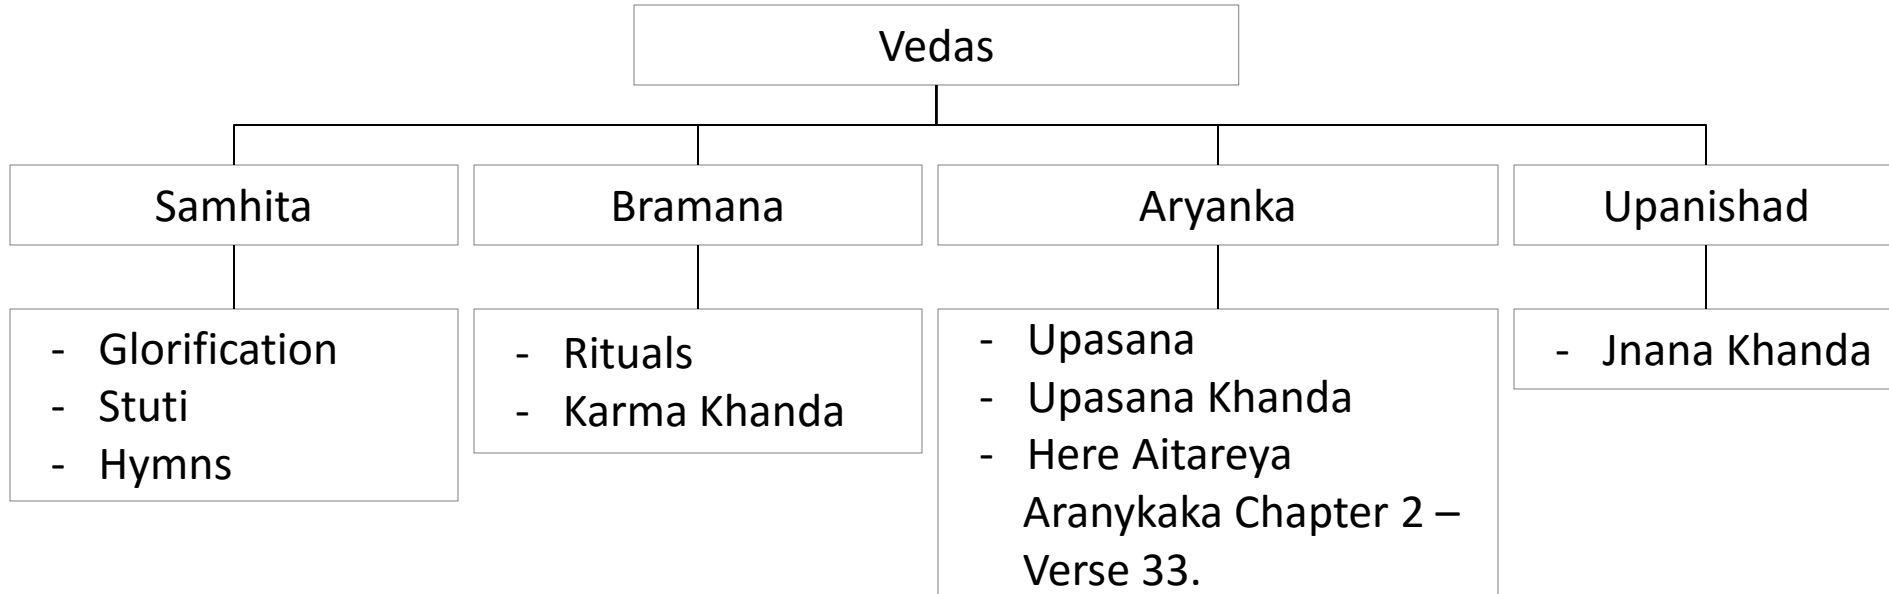 Vedas
Samhita
Bramana
Aryanka
Upanishad
- Glorification
- Stuti
- Hymns
- Rituals
- Karma Khanda
- Upasana
- Upasana Khanda
- Here Aitareya
Aranykaka Chapter 2 –
Verse 33.
- Jnana Khanda